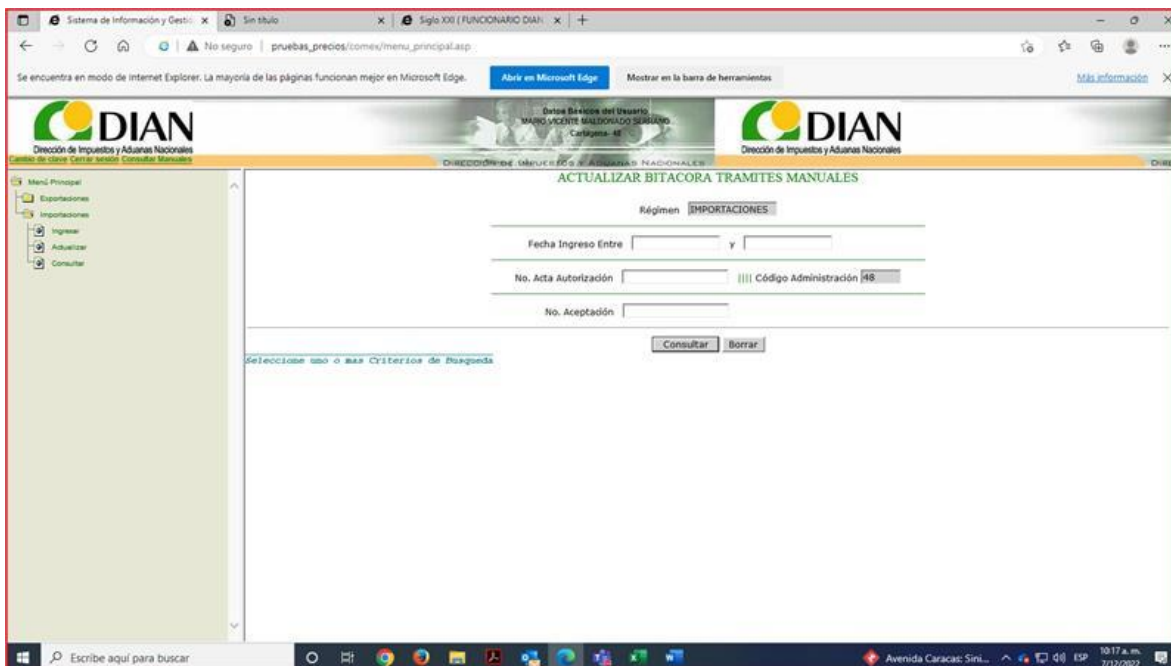 Sistema de Información y Gesti
Sin título
Siglo XXI ( FUNCIONARIO DIAN
No seguro
pruebas_precios/comex/menu_principal.asp
Se encuentra en modo de Internet Explorer. La mayoría de las páginas funcionan mejor en Microsoft Edge.
Abrir en Microsoft Edge
Mostrar en la barra de herramientas
Más información
DIAN
Dirección de Impuestos y Aduanas Nacionales
Cambio de clave Cerrar sesión Consultar Manuales
Datos Basicos del Usuario
MARIO VICENTE MALDONADO SERRANO
Cartagena- 48
DIRECCIÓN DE IMPUESTOS Y ADUANAS NACIONALES
DIAN
Dirección de Impuestos y Aduanas Nacionales
DIRE
Menú Principal
Exportaciones
Importaciones
Ingresar
Actualizar
Consultar
ACTUALIZAR BITACORA TRAMITES MANUALES
Régimen IMPORTACIONES
Fecha Ingreso Entre y
No. Acta Autorización |||| Código Administración 48
No. Aceptación
Consultar Borrar
Seleccione uno o mas Criterios de Busqueda
Escribe aquí para buscar
Avenida Caracas: Sini...
ESP
10:17 a. m.
7/12/2022